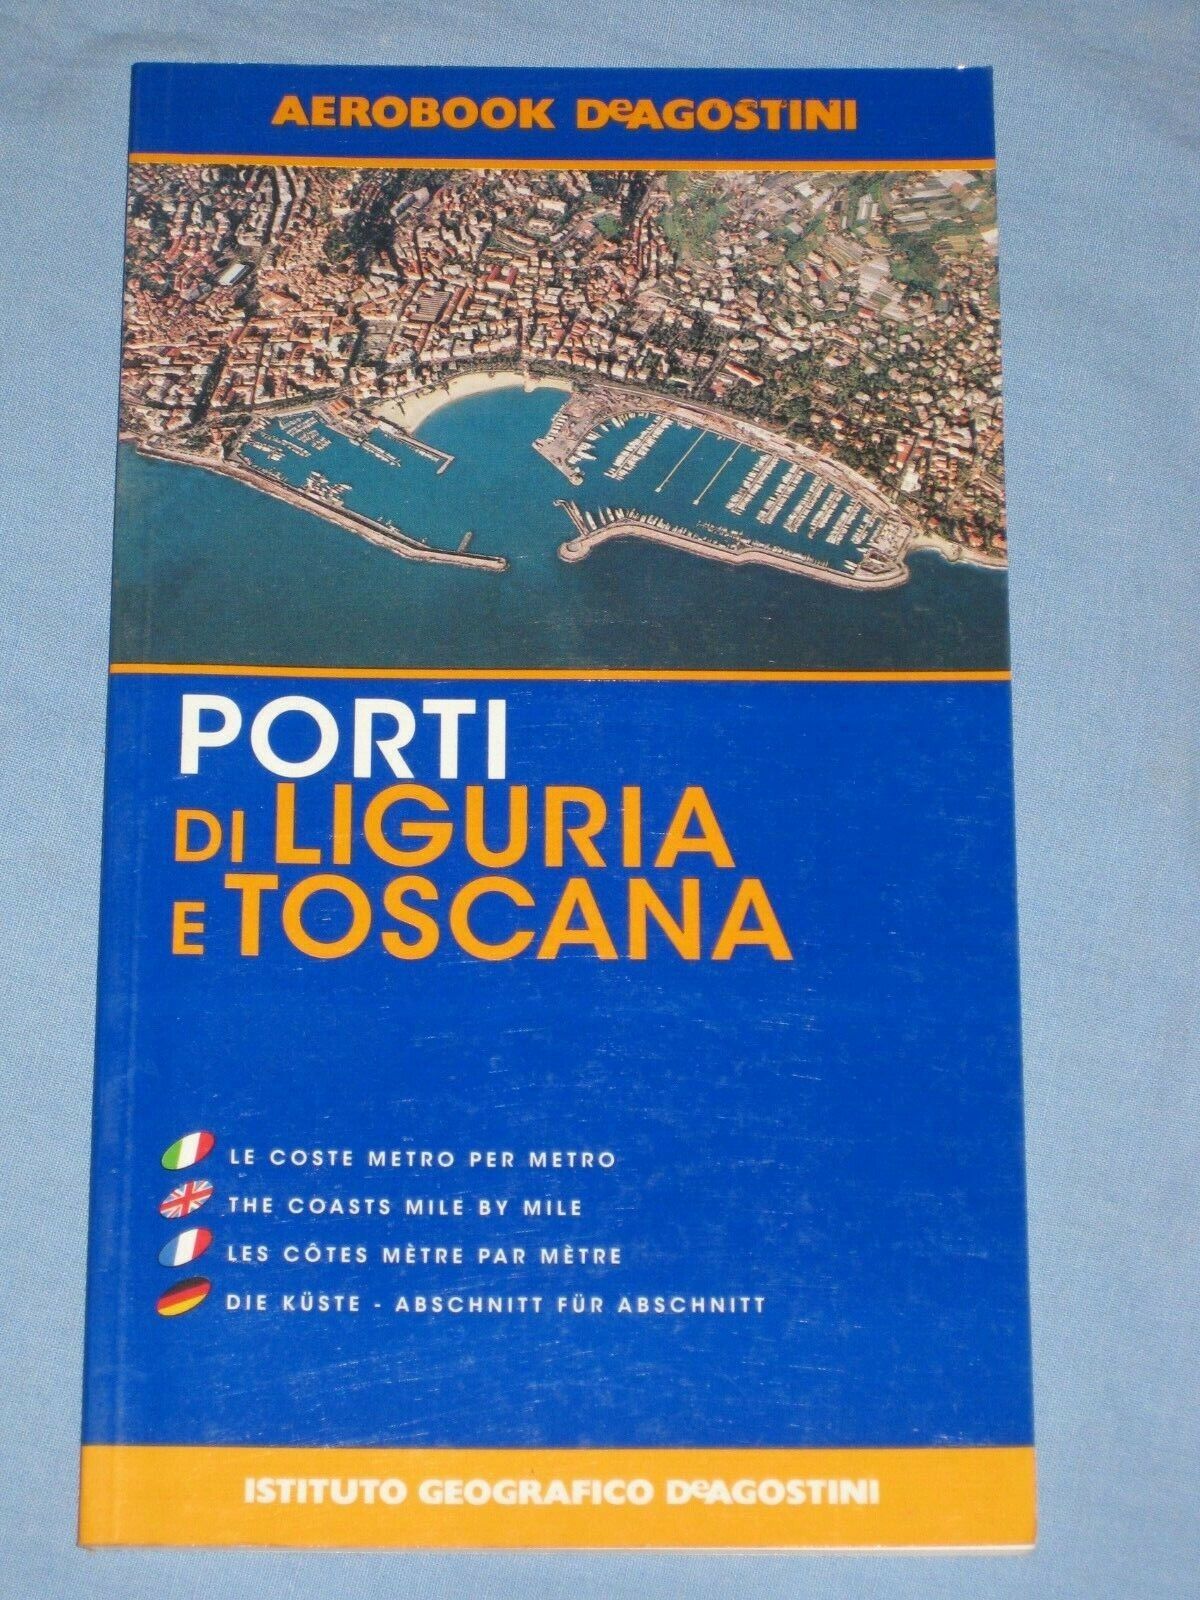 AEROBOOK DeAGOSTINI
PORTI
DI LIGURIA
E TOSCANA
LE COSTE METRO PER METRO
THE COASTS MILE BY MILE
LES CÔTES MÈTRE PAR MÈTRE
DIE KÜSTE - ABSCHNITT FÜR ABSCHNITT
ISTITUTO GEOGRAFICO DeAGOSTINI